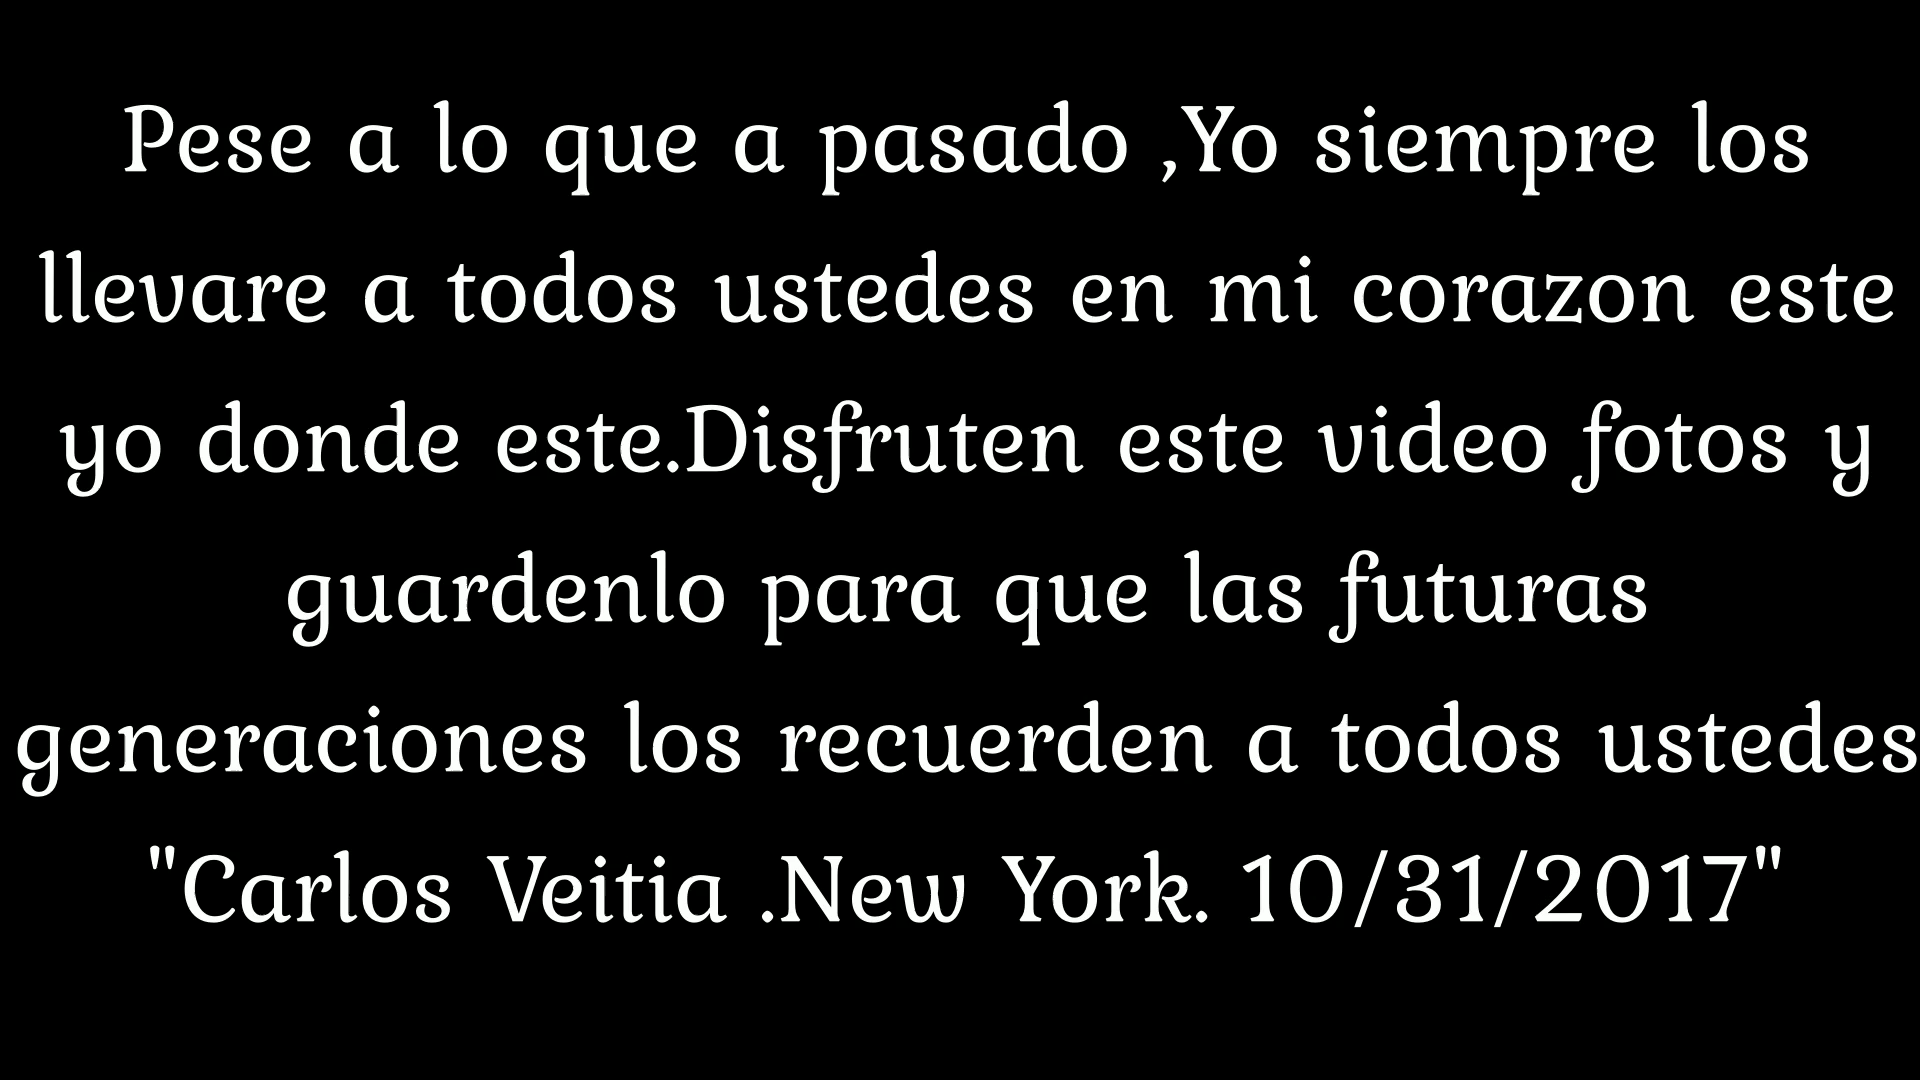 Pese a lo que a pasado ,Yo siempre los
llevare a todos ustedes en mi corazon este
yo donde este.Disfruten este video fotos y
guardenlo para que las futuras
generaciones los recuerden a todos ustedes
"Carlos Veitia .New York. 10/31/2017"